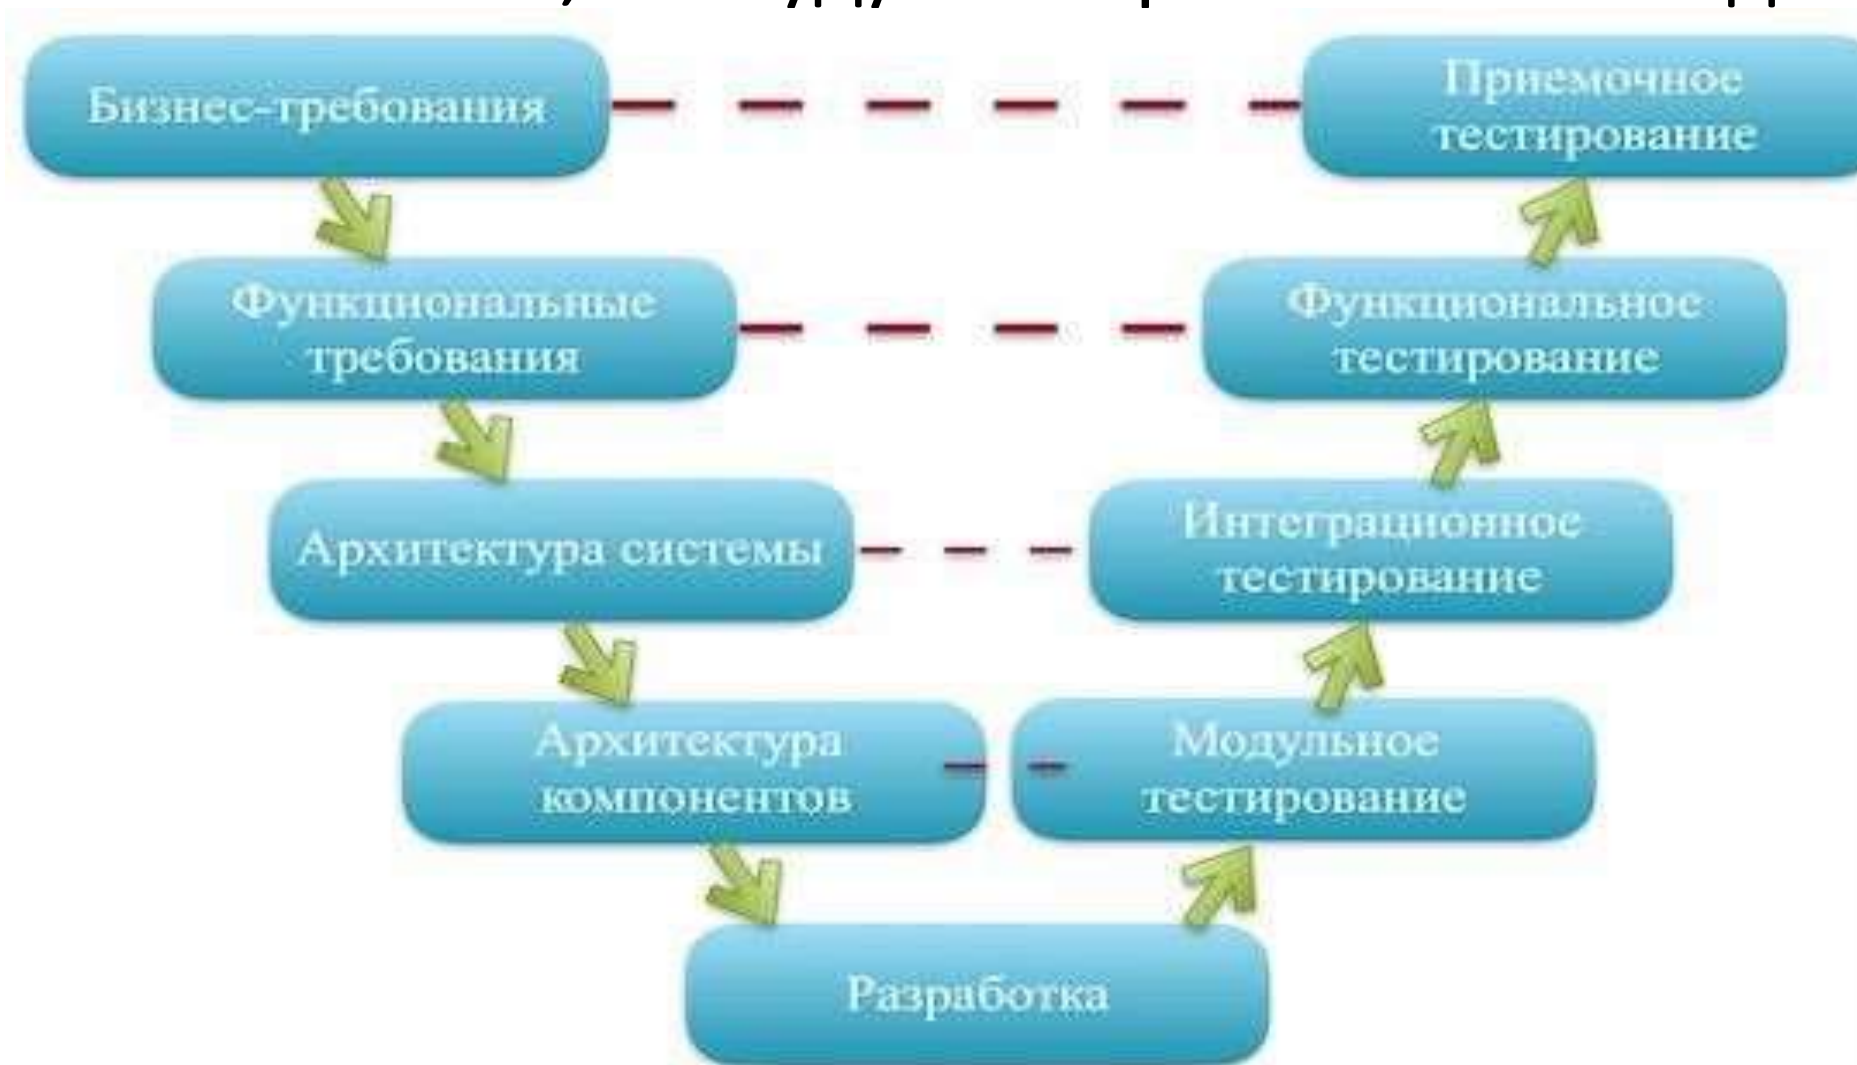 Бизнес-требования
Приемочное
тестирование
Функциональные
требования
Функциональное
тестирование
Архитектура системы
Интеграционное
тестирование
Архитектура
компонентов
Модульное
тестирование
Разработка